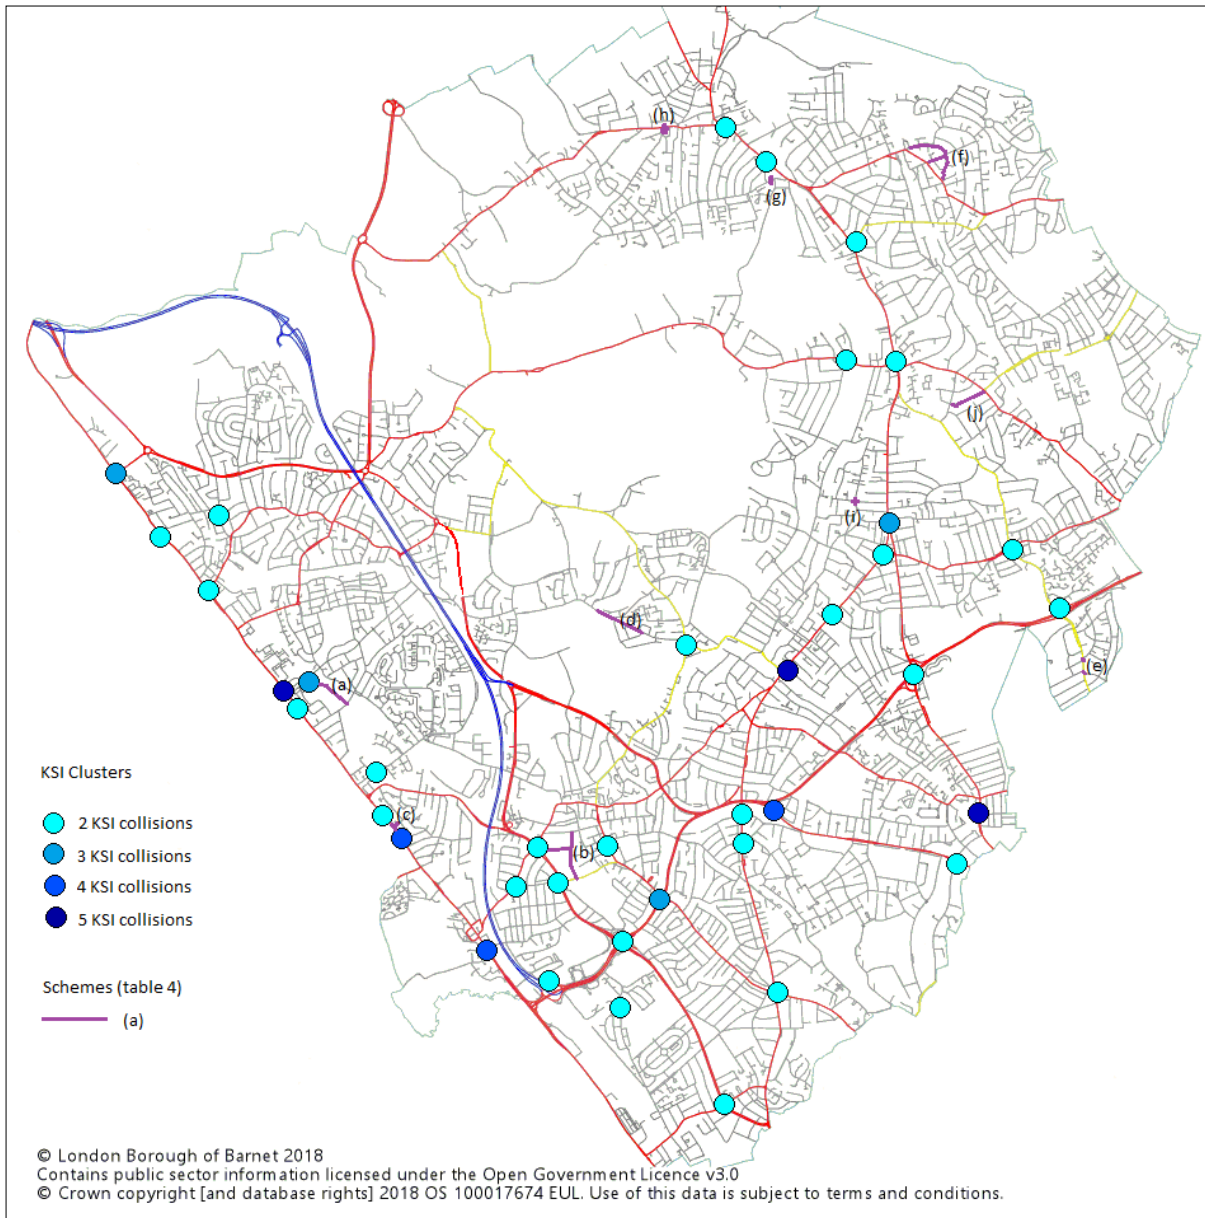 (h)
(f)
(g)
(j)
(i)
(d)
(e)
(a)
(c)
(b)
KSI Clusters
2 KSI collisions
3 KSI collisions
4 KSI collisions
5 KSI collisions
Schemes (table 4)
(a)
© London Borough of Barnet 2018
Contains public sector information licensed under the Open Government Licence v3.0
© Crown copyright [and database rights] 2018 OS 100017674 EUL. Use of this data is subject to terms and conditions.